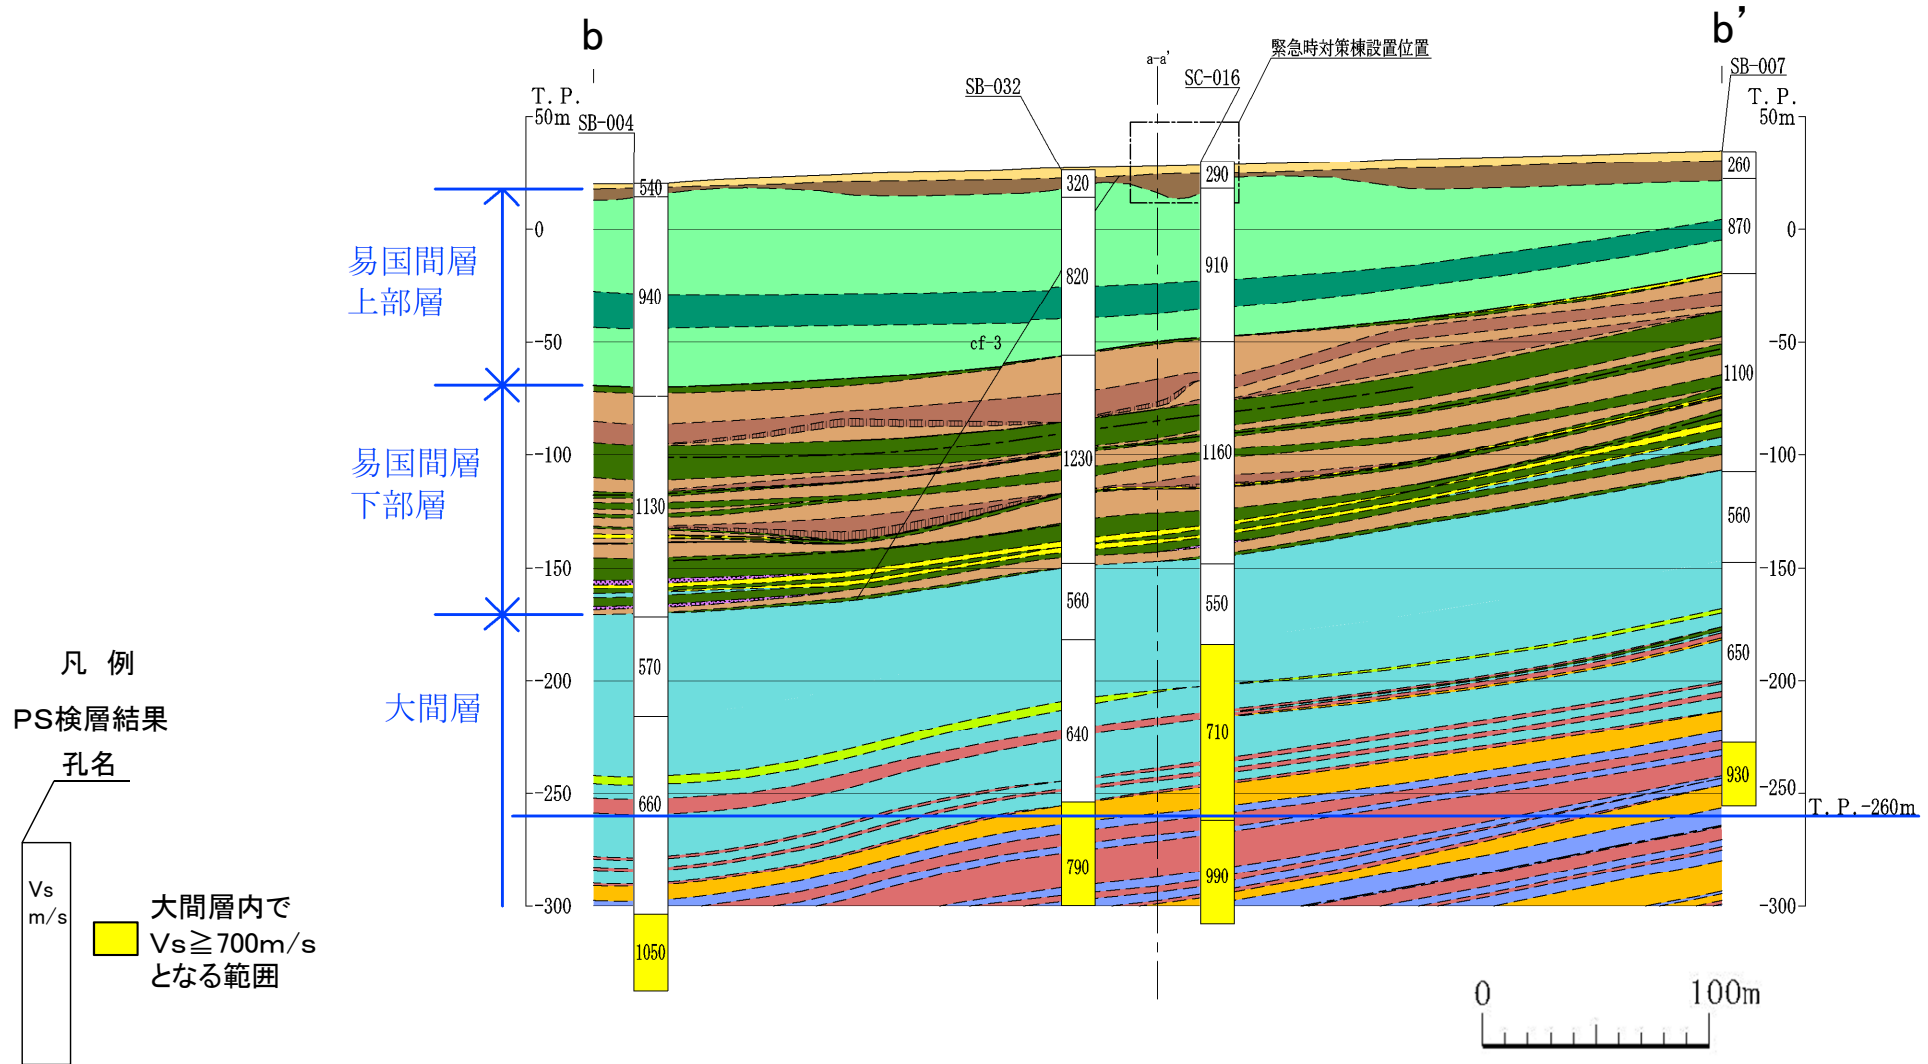 b
b’
緊急時対策棟設置位置
a-a'
SB-007
SC-016
SB-032
T.P.
T.P.
50m
50m
SB-004
260
290
320
540
870
0
0
易国間層
上部層
910
820
940
-50
-50
cf-3
1100
-100
-100
易国間層
下部層
1230
1160
1130
560
-150
-150
560
550
凡 例
570
650
-200
-200
大間層
PS検層結果
640
710
孔名
930
-250
-250
660
T.P.-260m
790
990
Vs
m/s
-300
-300
大間層内で
Vs≧700m/s
となる範囲
1050
0
100m